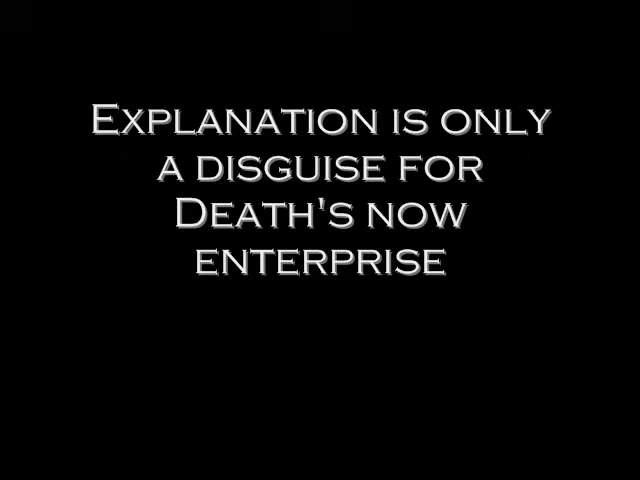 Explanation is only
a disguise for
Death's now
enterprise